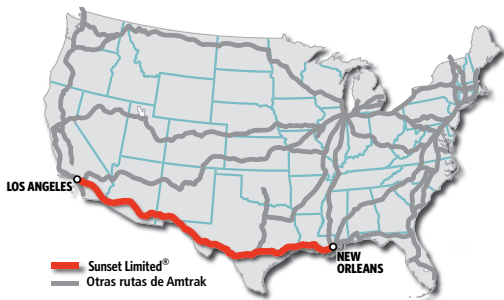 LOS ANGELES
NEW
ORLEANS
Sunset Limited®
Otras rutas de Amtrak